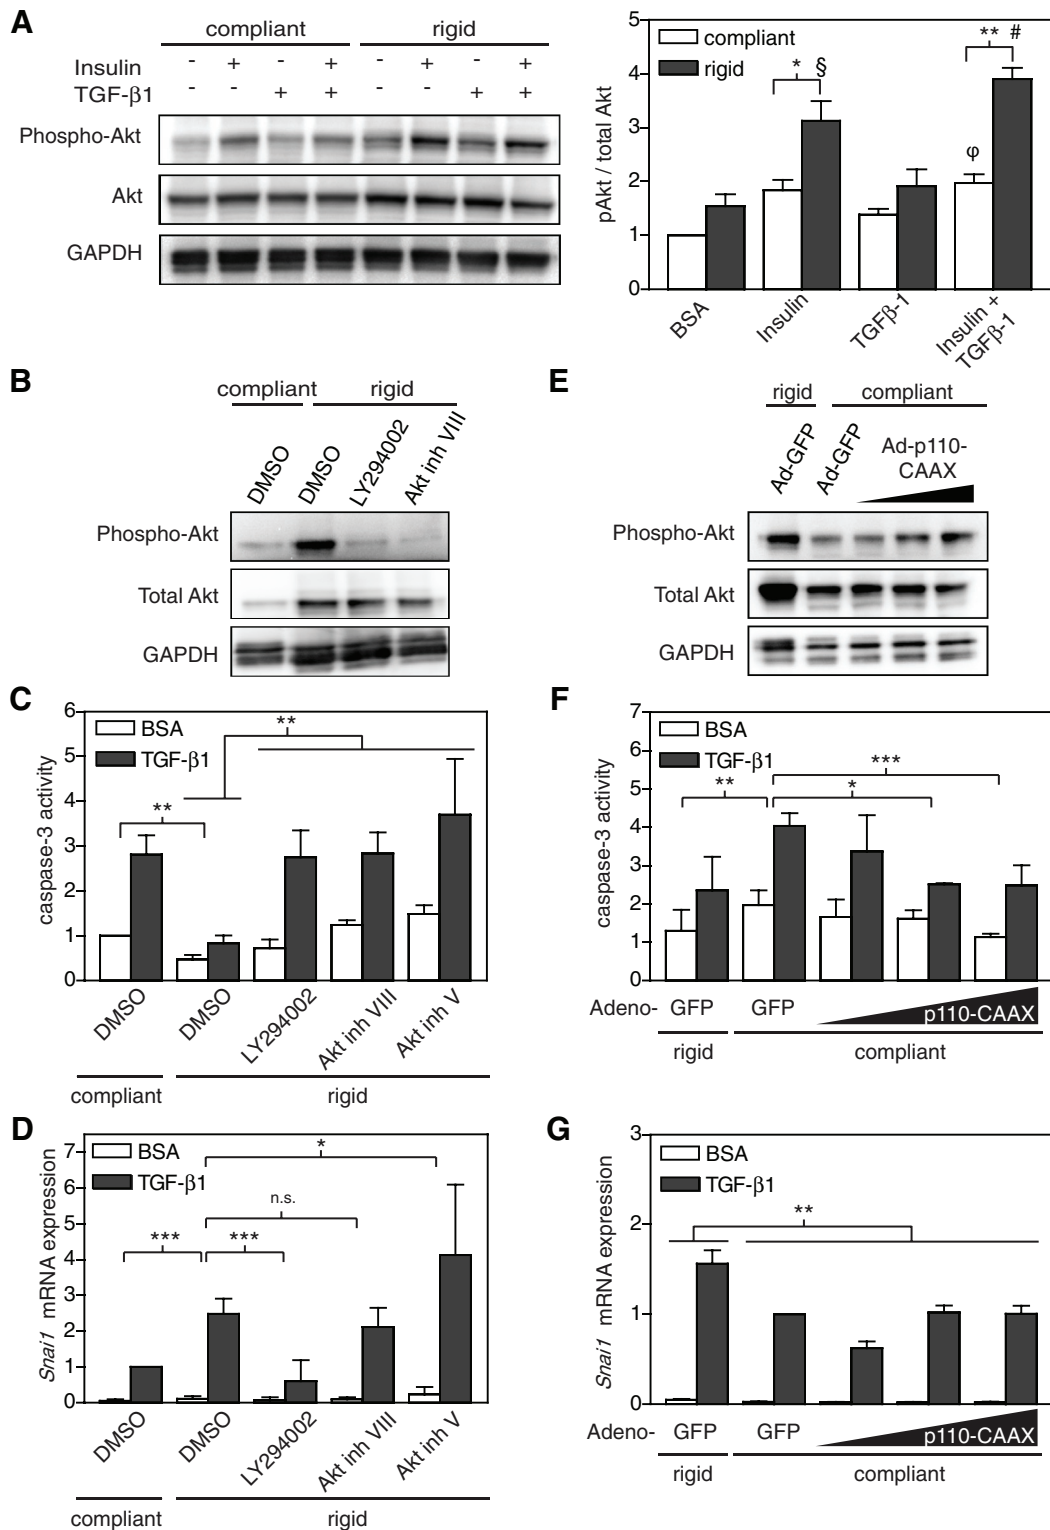 A
compliant rigid
Insulin - + - + - + - +
TGF-β1 - - + + - - + +
Phospho-Akt
Akt
GAPDH
pAkt / total Akt
5
4
3
2
1
0
compliant
rigid
* § ** # φ
BSA Insulin TGFβ-1 Insulin +
TGFβ-1
B
compliant rigid
DMSO DMSO LY294002 Akt inh VIII
Phospho-Akt
Total Akt
GAPDH
E
rigid compliant
Ad-GFP Ad-GFP Ad-p110-
CAAX
Phospho-Akt
Total Akt
GAPDH
C
caspase-3 activity
6
5
4
3
2
1
0
BSA
TGF-β1
** **
DMSO DMSO LY294002 Akt inh VIII Akt inh V
compliant rigid
F
caspase-3 activity
7
6
5
4
3
2
1
0
BSA
TGF-β1
** * ***
Adeno- GFP GFP p110-CAAX
rigid compliant
D
Snai1 mRNA expression
7
6
5
4
3
2
1
0
BSA
TGF-β1
*** *** n.s. *
DMSO DMSO LY294002 Akt inh VIII Akt inh V
compliant rigid
G
Snai1 mRNA expression
3
2
1
0
BSA
TGF-β1
**
Adeno- GFP GFP p110-CAAX
rigid compliant